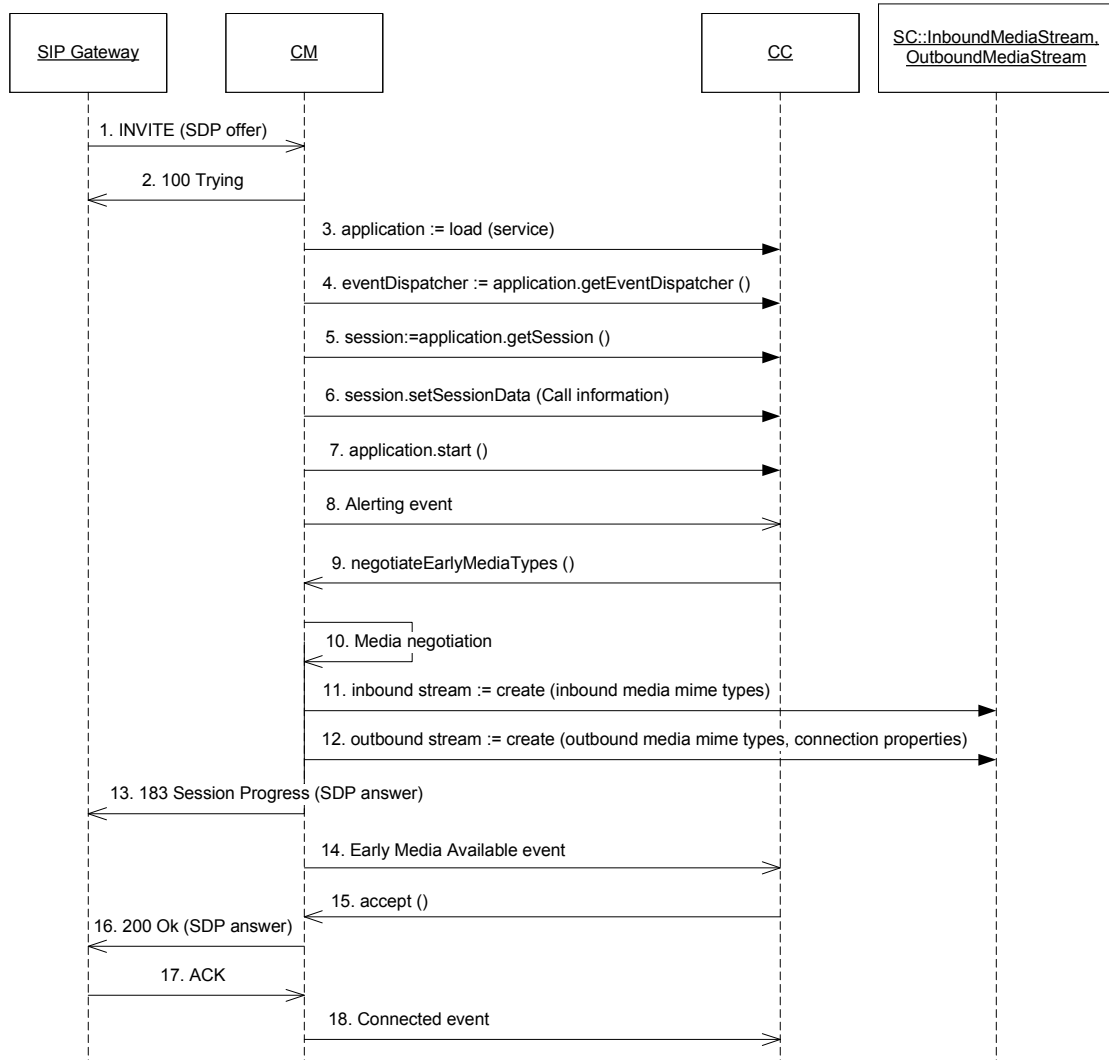 SIP Gateway
CM
CC
SC::InboundMediaStream,
OutboundMediaStream
1. INVITE (SDP offer)
2. 100 Trying
3. application := load (service)
4. eventDispatcher := application.getEventDispatcher ()
5. session:=application.getSession ()
6. session.setSessionData (Call information)
7. application.start ()
8. Alerting event
9. negotiateEarlyMediaTypes ()
10. Media negotiation
11. inbound stream := create (inbound media mime types)
12. outbound stream := create (outbound media mime types, connection properties)
13. 183 Session Progress (SDP answer)
14. Early Media Available event
15. accept ()
16. 200 Ok (SDP answer)
17. ACK
18. Connected event